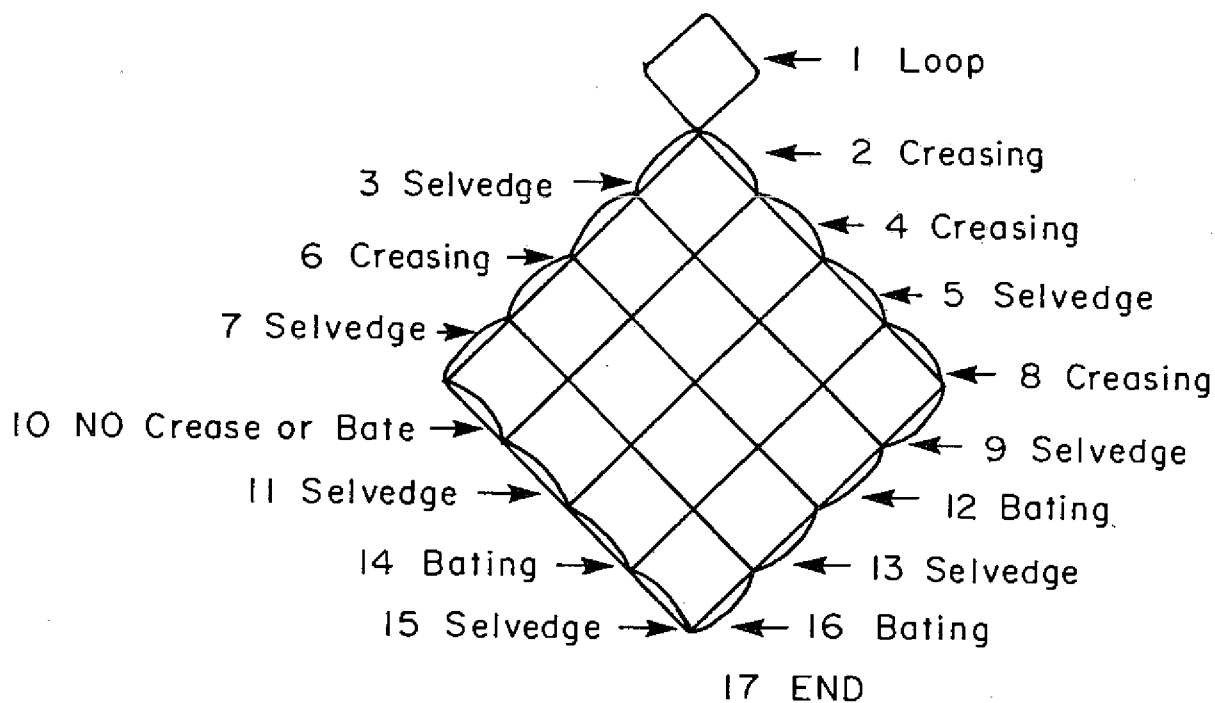 1 Loop
2 Creasing
3 Selvedge
4 Creasing
6 Creasing
5 Selvedge
7 Selvedge
8 Creasing
10 NO Crease or Bate
9 Selvedge
11 Selvedge
12 Bating
14 Bating
13 Selvedge
15 Selvedge
16 Bating
17 END